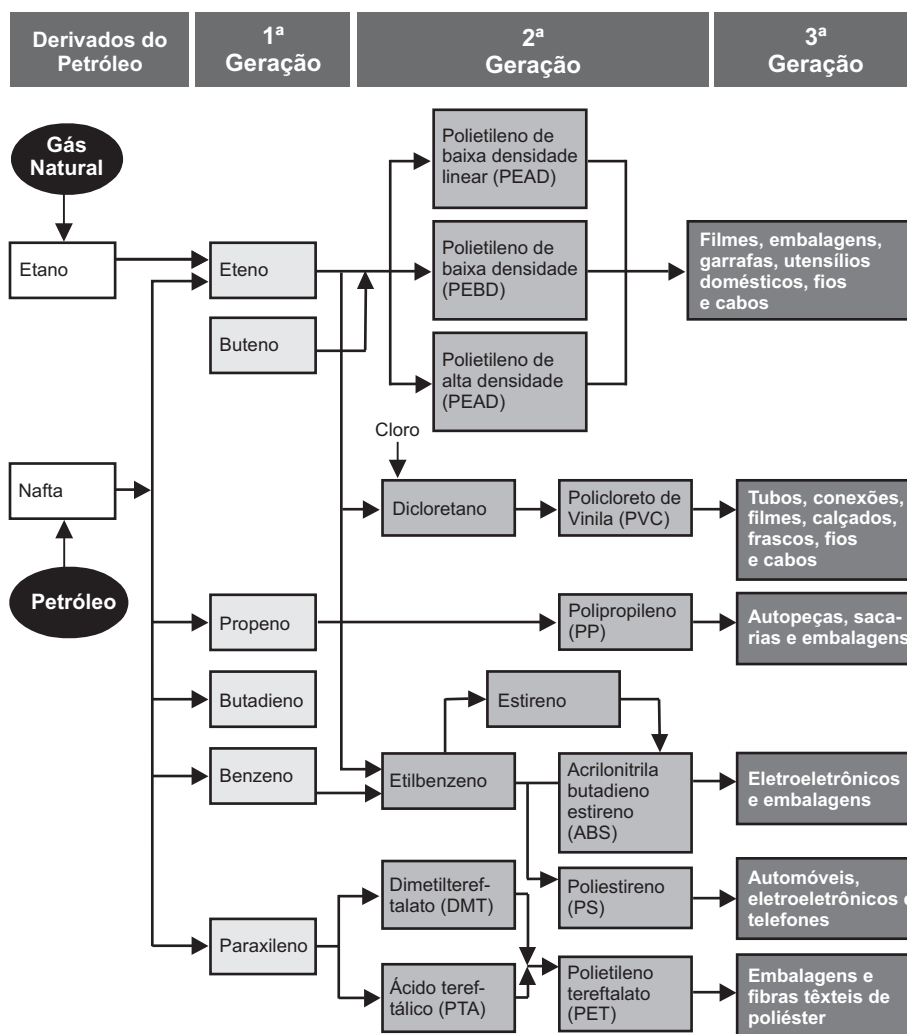 Derivados do
Petróleo
1ª
Geração
2ª
Geração
3ª
Geração
Gás
Natural
Etano
Nafta
Petróleo
Eteno
Buteno
Propeno
Butadieno
Benzeno
Paraxileno
Polietileno de
baixa densidade
linear (PEAD)
Polietileno de
baixa densidade
(PEBD)
Polietileno de
alta densidade
(PEAD)
Filmes, embalagens,
garrafas, utensílios
domésticos, fios
e cabos
Cloro
Dicloretano
Policloreto de
Vinila (PVC)
Tubos, conexões,
filmes, calçados,
frascos, fios
e cabos
Polipropileno
(PP)
Autopeças, saca-
rias e embalagens
Estireno
Etilbenzeno
Acrilonitrila
butadieno
estireno
(ABS)
Eletroeletrônicos
e embalagens
Poliestireno
(PS)
Automóveis,
eletroeletrônicos e
telefones
Dimetilteref-
talato (DMT)
Ácido teref-
tálico (PTA)
Polietileno
tereftalato
(PET)
Embalagens e
fibras têxteis de
poliéster